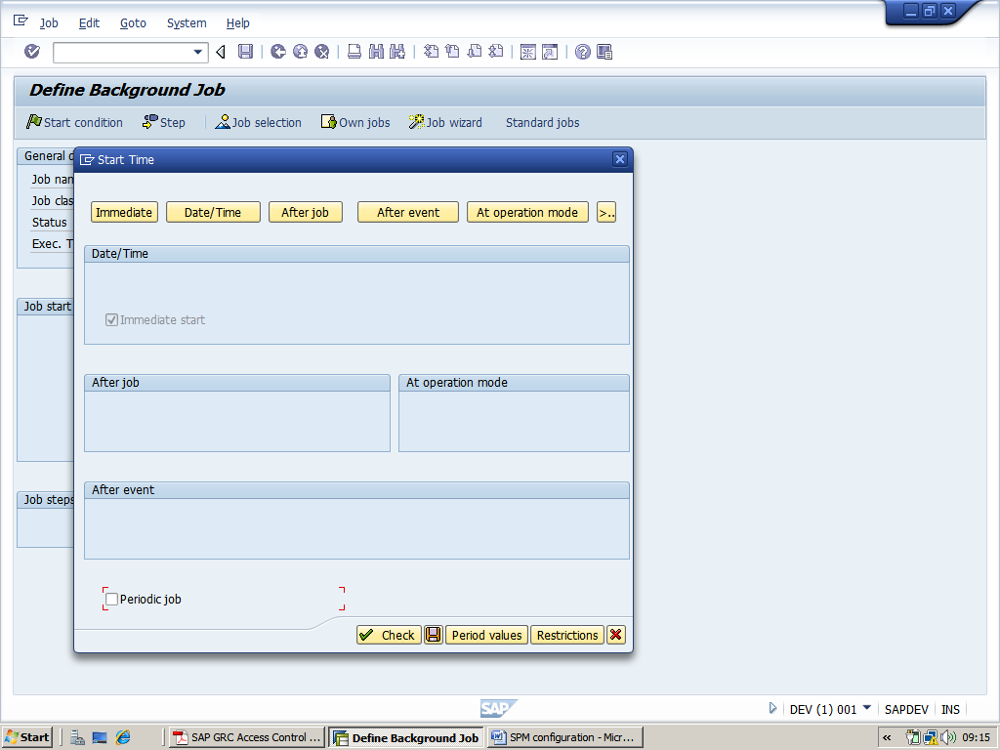 Job Edit Goto System Help
Define Background Job
Start condition Step Job selection Own jobs Job wizard Standard jobs
General d
Start Time
Job nam
Immediate Date/Time After job After event At operation mode >..
Job clas
Status
Exec. T
Date/Time
Job start
Immediate start
After job At operation mode
After event
Job steps
Periodic job
Check Period values Restrictions
SAP
DEV (1) 001 SAPDEV INS
Start SAP GRC Access Control ... Define Background Job SPM configuration - Micr... « 09:15